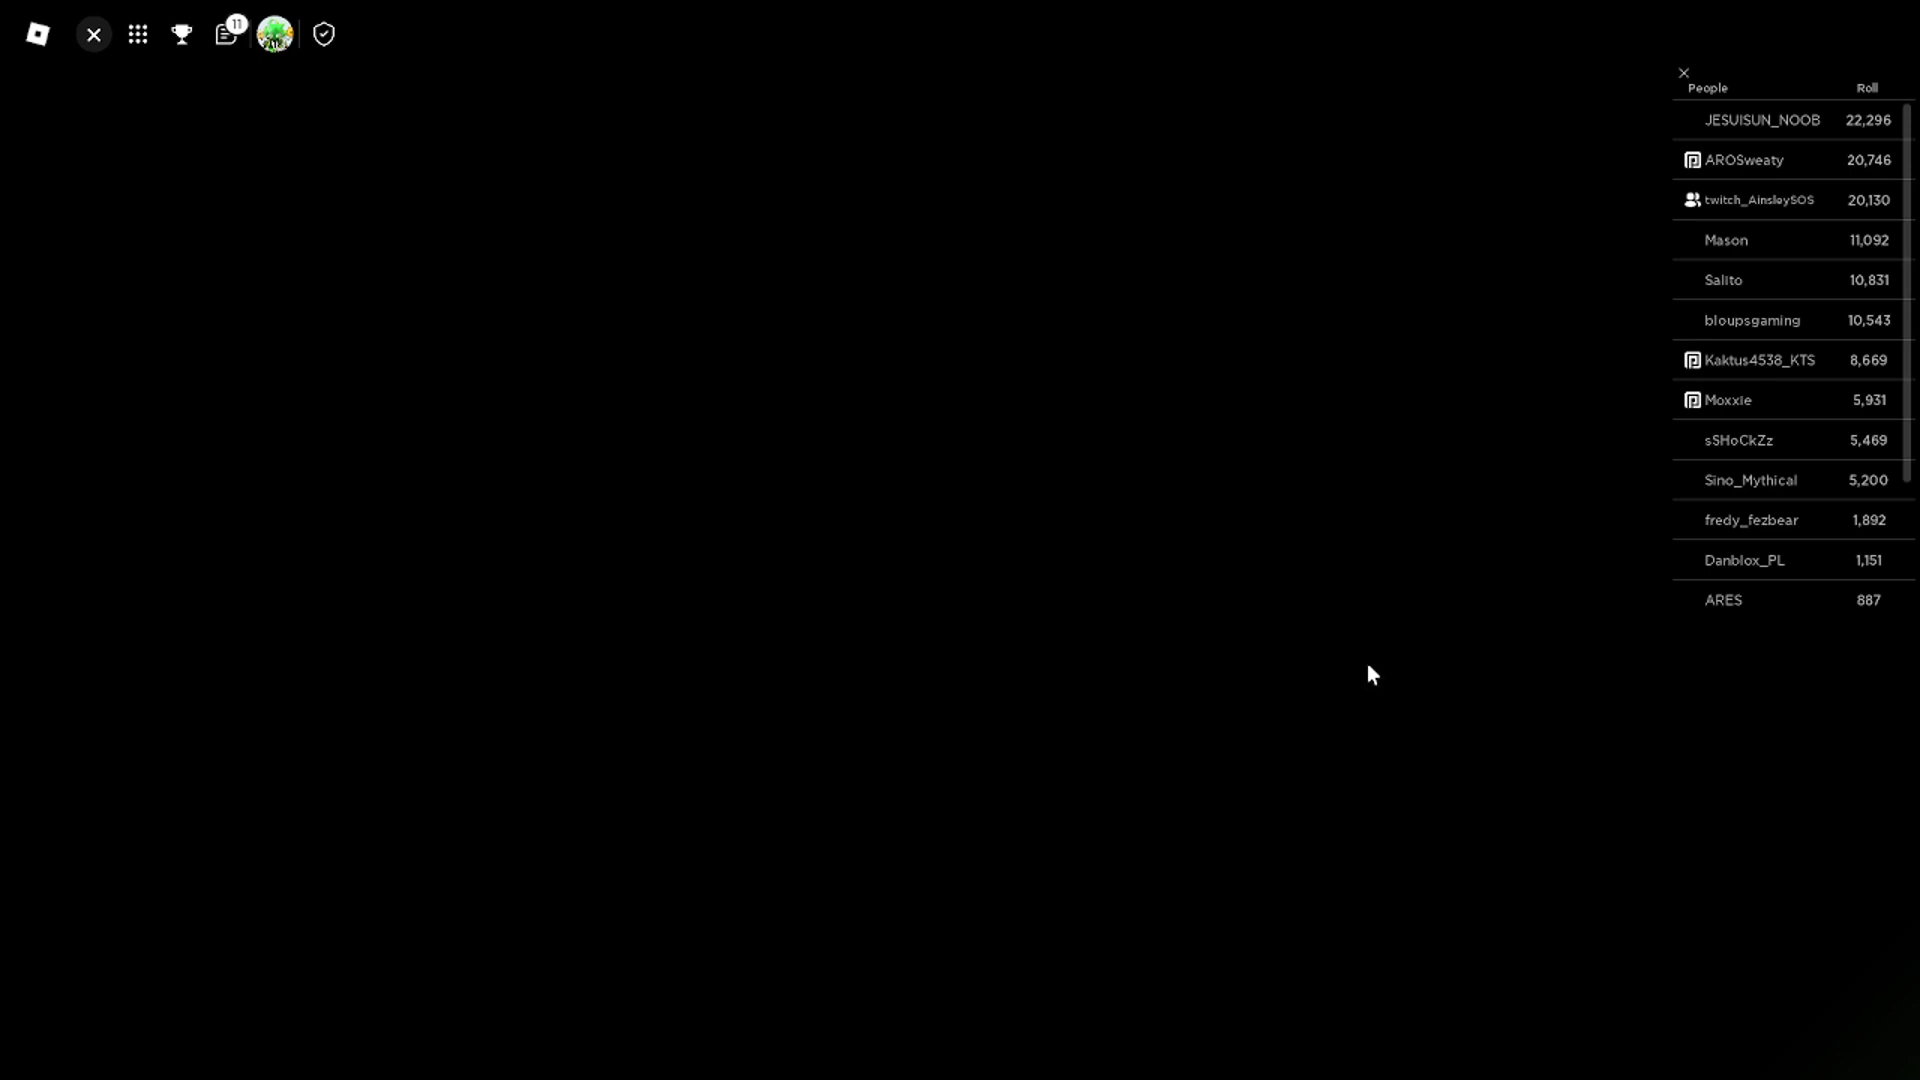 11
People Roll
JESUISUN_NOOB 22,296
AROSweaty 20,746
twitch_AinsleySOS 20,130
Mason 11,092
Salito 10,831
bloupsgaming 10,543
Kaktus4538_KTS 8,669
Moxxie 5,931
sSHoCkZz 5,469
Sino_Mythical 5,200
fredy_fezbear 1,892
Danblox_PL 1,151
ARES 887